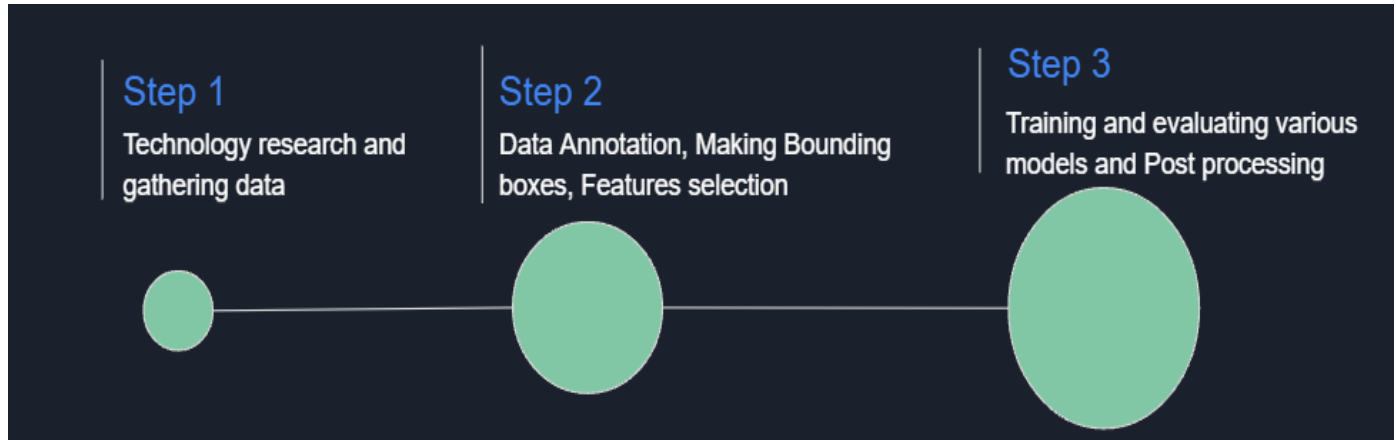 Step 1
Technology research and
gathering data
Step 2
Data Annotation, Making Bounding
boxes, Features selection
Step 3
Training and evaluating various
models and Post processing